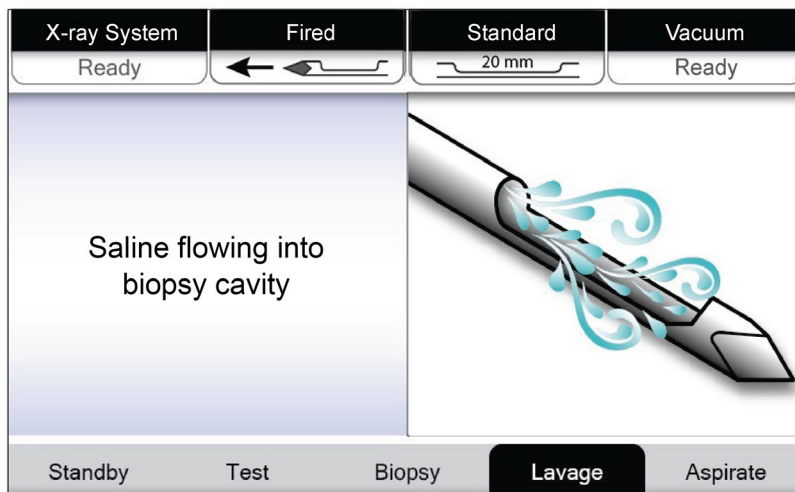 X-ray System Fired Standard Vacuum
Ready 20 mm Ready
Saline flowing into
biopsy cavity
Standby Test Biopsy Lavage Aspirate